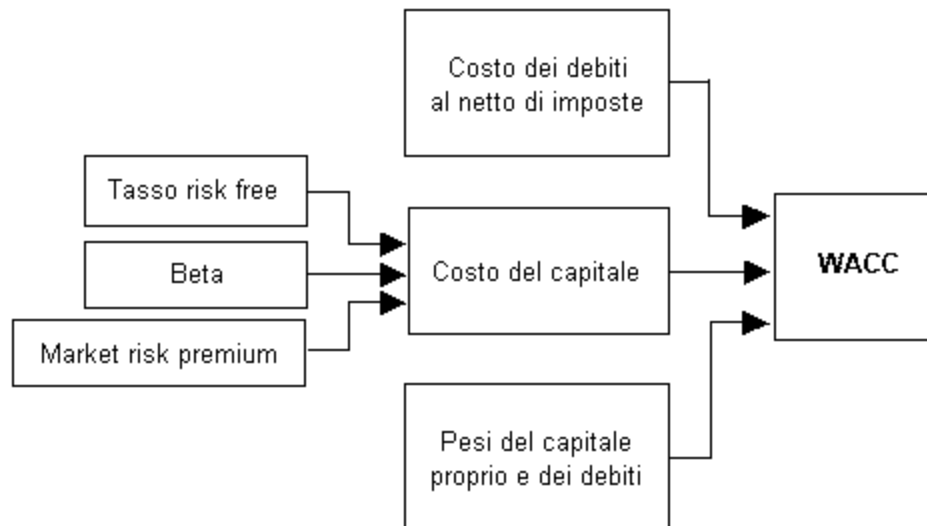 Costo dei debiti
al netto di imposte
Tasso risk free
Beta
Market risk premium
Costo del capitale
WACC
Pesi del capitale
proprio e dei debiti